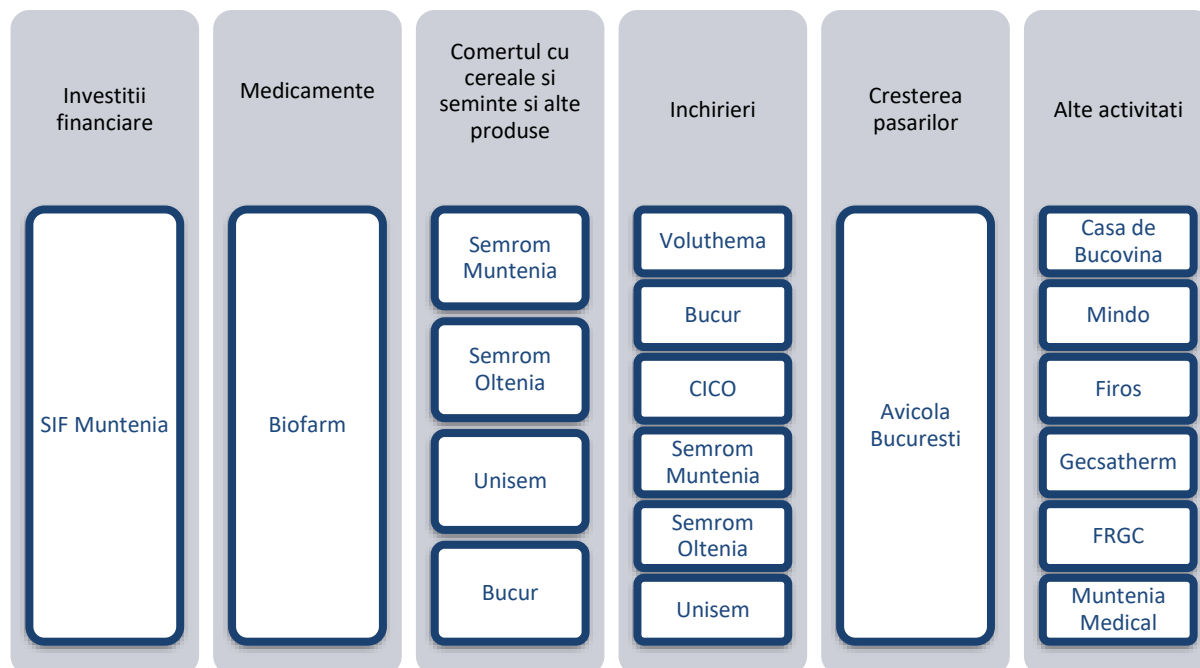 Investitii
financiare
SIF Muntenia
Medicamente
Biofarm
Comertul cu
cereale si
seminte si alte
produse
Semrom
Muntenia
Semrom
Oltenia
Unisem
Bucur
Inchirieri
Voluthema
Bucur
CICO
Semrom
Muntenia
Semrom
Oltenia
Unisem
Cresterea
pasarilor
Avicola
Bucuresti
Alte activitati
Casa de
Bucovina
Mindo
Firos
Gecsatherm
FRGC
Muntenia
Medical